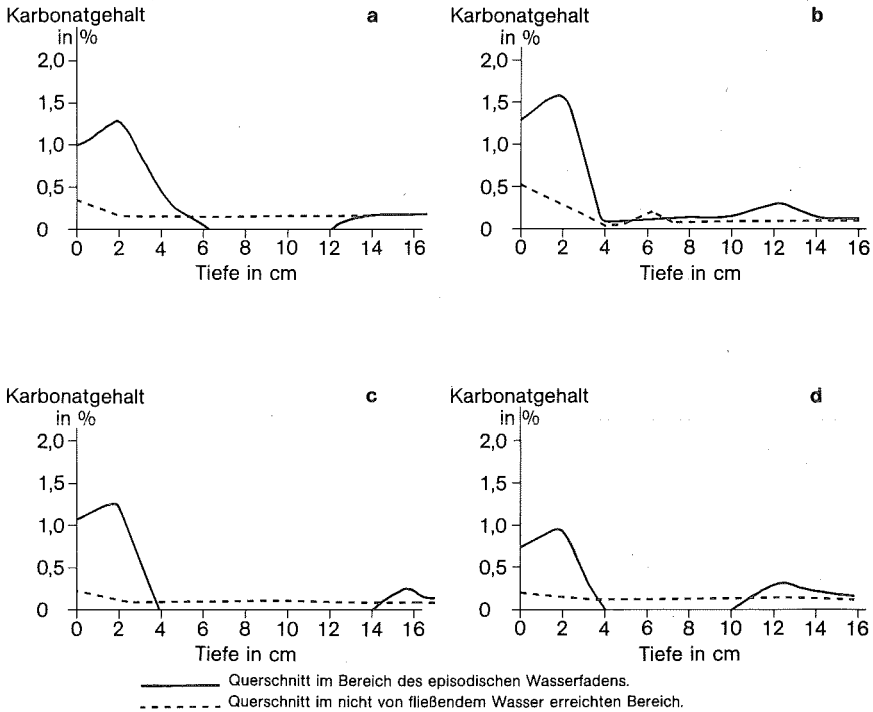 Karbonatgehalt
in %
a
2,0
1,5
1,0
0,5
0
0 2 4 6 8 10 12 14 16
Tiefe in cm
Karbonatgehalt
in %
b
2,0
1,5
1,0
0,5
0
0 2 4 6 8 10 12 14 16
Tiefe in cm
Karbonatgehalt
in %
c
2,0
1,5
1,0
0,5
0
0 2 4 6 8 10 12 14 16
Tiefe in cm
Karbonatgehalt
in %
d
2,0
1,5
1,0
0,5
0
0 2 4 6 8 10 12 14 16
Tiefe in cm
Querschnitt im Bereich des episodischen Wasserfadens.
Querschnitt im nicht von fließendem Wasser erreichten Bereich.